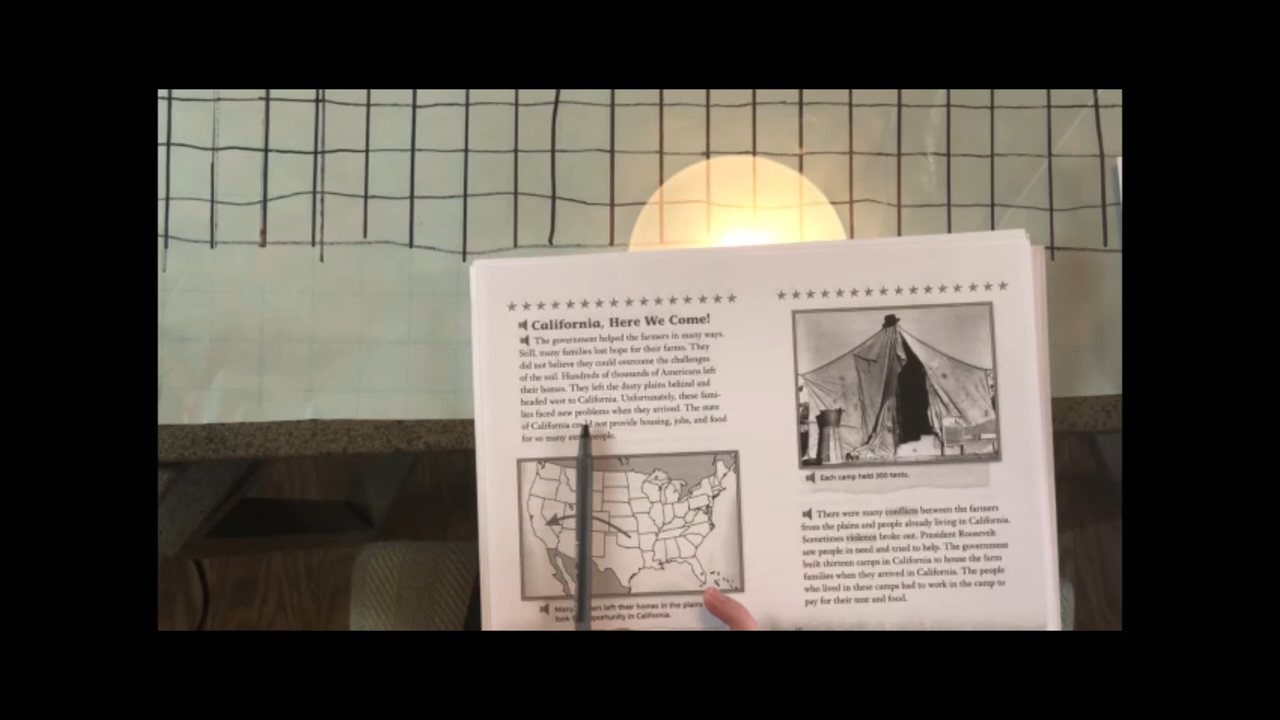 California, Here We Come!
The government helped the farmers in many ways.
Still, many families lost hope for their farms. They
did not believe they could overcome the challenges
of the soil. Hundreds of thousands of Americans left
their homes. They left the dusty plains behind and
headed west to California. Unfortunately, these fami-
lies faced new problems when they arrived. The state
of California could not provide housing, jobs, and food
for so many people.
Many left their homes in the plains
look opportunity in California.
Each camp held 300 tents.
There were many conflicts between the farmers
from the plains and people already living in California.
Sometimes violence broke out. President Roosevelt
saw people in need and tried to help. The government
built thirteen camps in California to house the farm
families when they arrived in California. The people
who lived in these camps had to work in the camp to
pay for their tent and food.